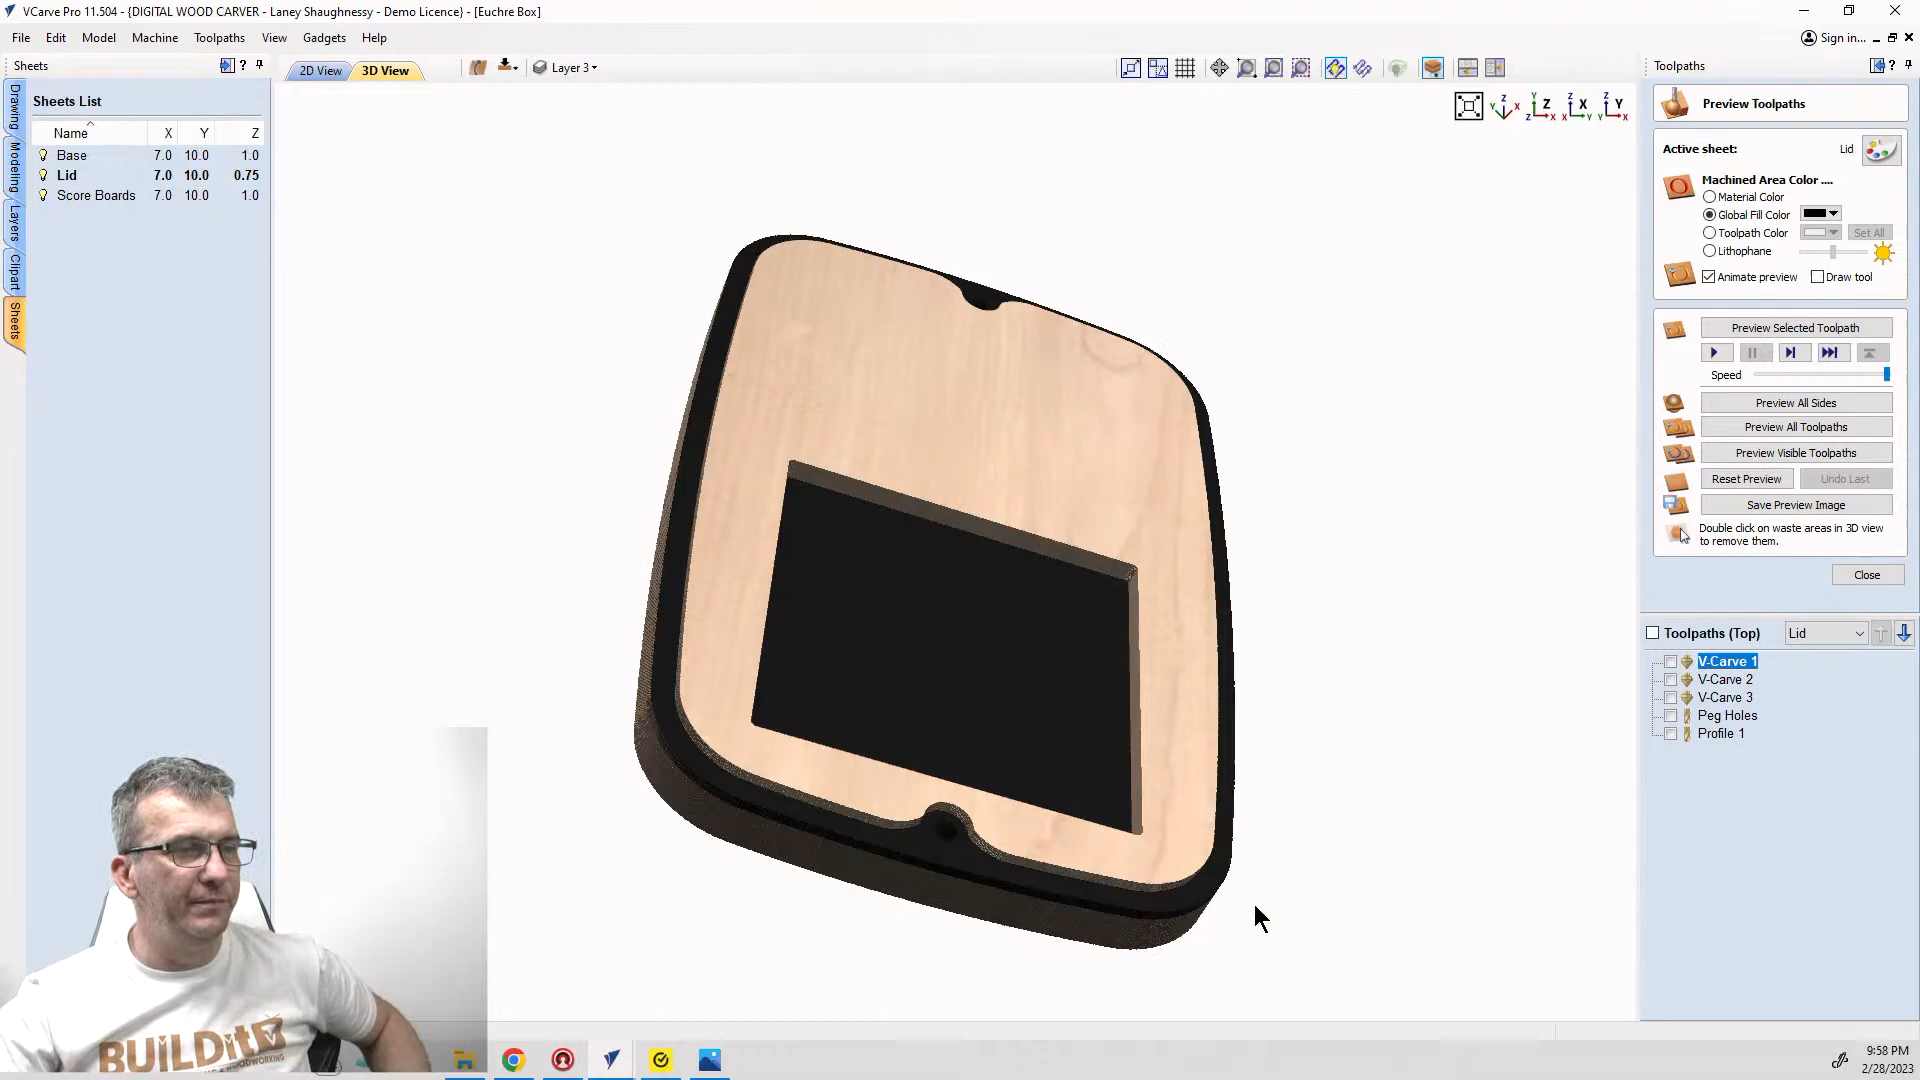 VCarve Pro 11.504 - {DIGITAL WOOD CARVER - Laney Shaughnessy - Demo Licence} - [Euchre Box]
File Edit Model Machine Toolpaths View Gadgets Help
Sign in...
Sheets ?
2D View 3D View
Layer 3
Toolpaths ?
Sheets List
Name X Y Z
Base 7.0 10.0 1.0
Lid 7.0 10.0 0.75
Score Boards 7.0 10.0 1.0
Drawing
Modeling
Layers
Clipart
Sheets
Preview Toolpaths
Active sheet: Lid
Machined Area Color ....
Material Color
Global Fill Color
Toolpath Color Set All
Lithophane
Animate preview Draw tool
Preview Selected Toolpath
Speed
Preview All Sides
Preview All Toolpaths
Preview Visible Toolpaths
Reset Preview Undo Last
Save Preview Image
Double click on waste areas in 3D view
to remove them.
Close
Toolpaths (Top) Lid
V-Carve 1
V-Carve 2
V-Carve 3
Peg Holes
Profile 1
BUiLDit
WOODWORKING
9:58 PM
2/28/2023